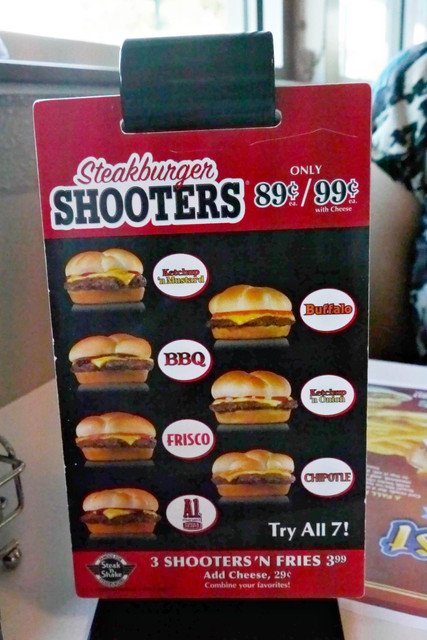 Steakburger
SHOOTERS®
ONLY
89¢ ea. / 99¢ ea.
with Cheese
Ketchup
'n Mustard
Buffalo
BBQ
Ketchup
'n Onion
FRISCO
CHIPOTLE
A.1.
Try All 7!
Steak
'n
Shake
3 SHOOTERS 'N FRIES 3⁹⁹
Add Cheese, 29¢
Combine your favorites!